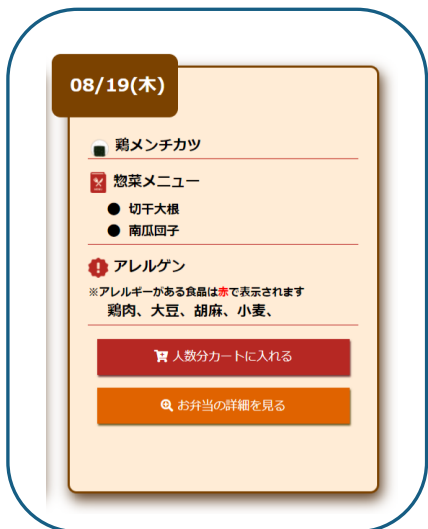 08/19(木)
鶏メンチカツ
惣菜メニュー
● 切干大根
● 南瓜団子
アレルゲン
※アレルギーがある食品は赤で表示されます
鶏肉、大豆、胡麻、小麦、
人数分カートに入れる
お弁当の詳細を見る